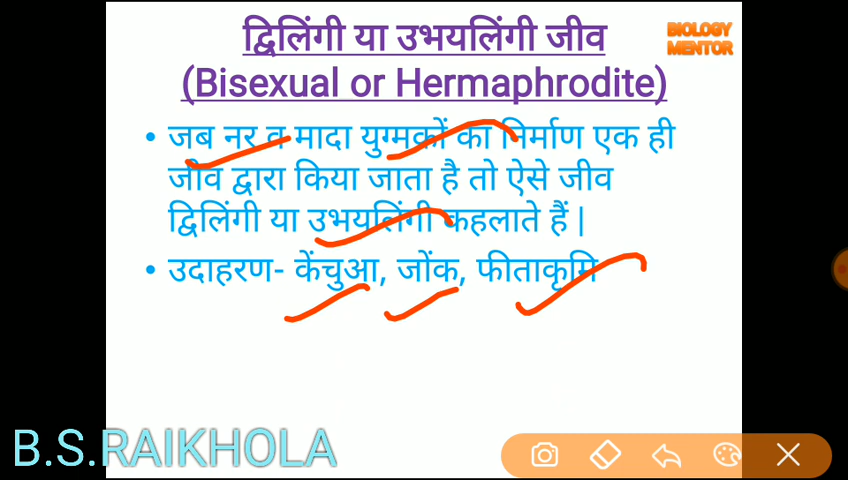 द्विलिंगी या उभयलिंगी जीव
(Bisexual or Hermaphrodite)
BIOLOGY
MENTOR
• जब नर व मादा युग्मकों का निर्माण एक ही
जीव द्वारा किया जाता है तो ऐसे जीव
द्विलिंगी या उभयलिंगी कहलाते हैं |
• उदाहरण- केंचुआ, जोंक, फीताकृमि
B.S.RAIKHOLA